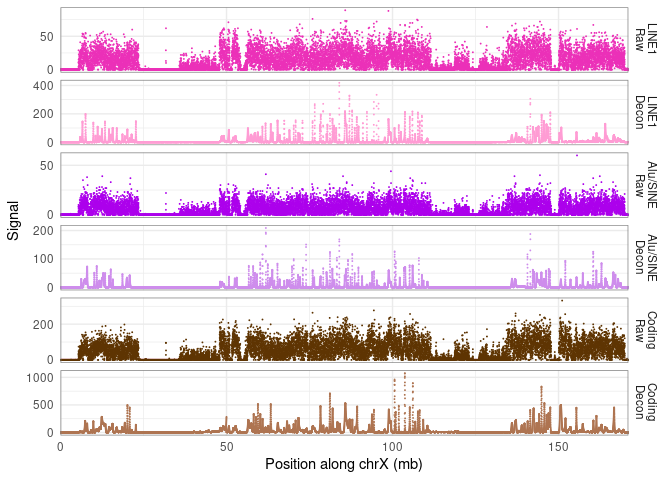 50
0
LINE1
Raw
400
200
0
LINE1
Decon
50
0
Alu/SINE
Raw
200
100
0
Alu/SINE
Decon
200
0
Coding
Raw
1000
500
0
Coding
Decon
Signal
0 50 100 150
Position along chrX (mb)